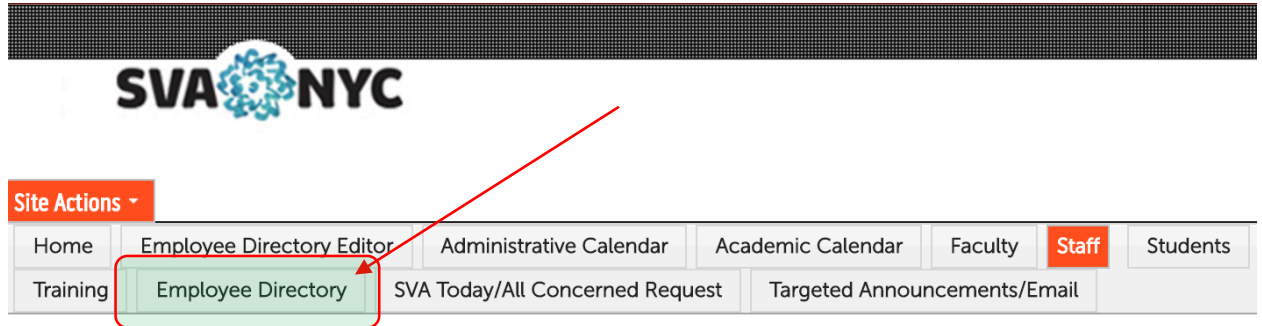 SVA NYC
Site Actions
Home Employee Directory Editor Administrative Calendar Academic Calendar Faculty Staff Students
Training Employee Directory SVA Today/All Concerned Request Targeted Announcements/Email